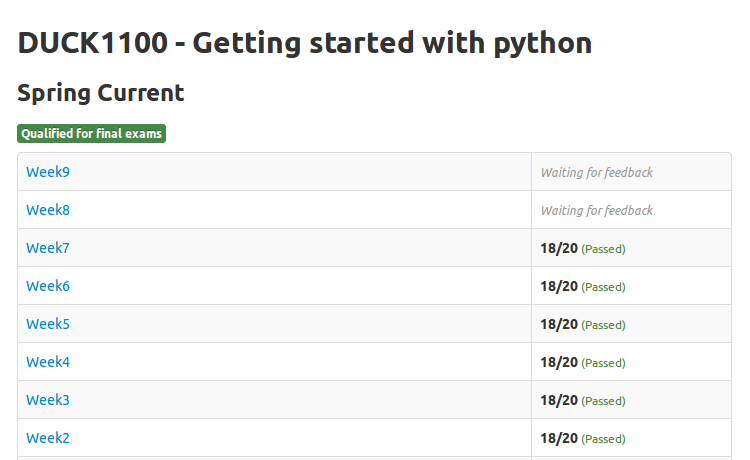 DUCK1100 - Getting started with python
Spring Current
Qualified for final exams
Week9 Waiting for feedback
Week8 Waiting for feedback
Week7 18/20 (Passed)
Week6 18/20 (Passed)
Week5 18/20 (Passed)
Week4 18/20 (Passed)
Week3 18/20 (Passed)
Week2 18/20 (Passed)